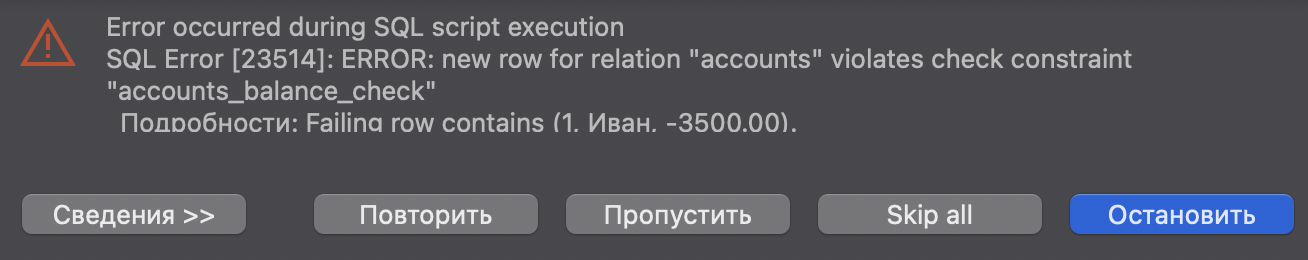 Error occurred during SQL script execution
SQL Error [23514]: ERROR: new row for relation "accounts" violates check constraint
"accounts_balance_check"
Подробности: Failing row contains (1, Иван, -3500.00).
Сведения >>
Повторить
Пропустить
Skip all
Остановить